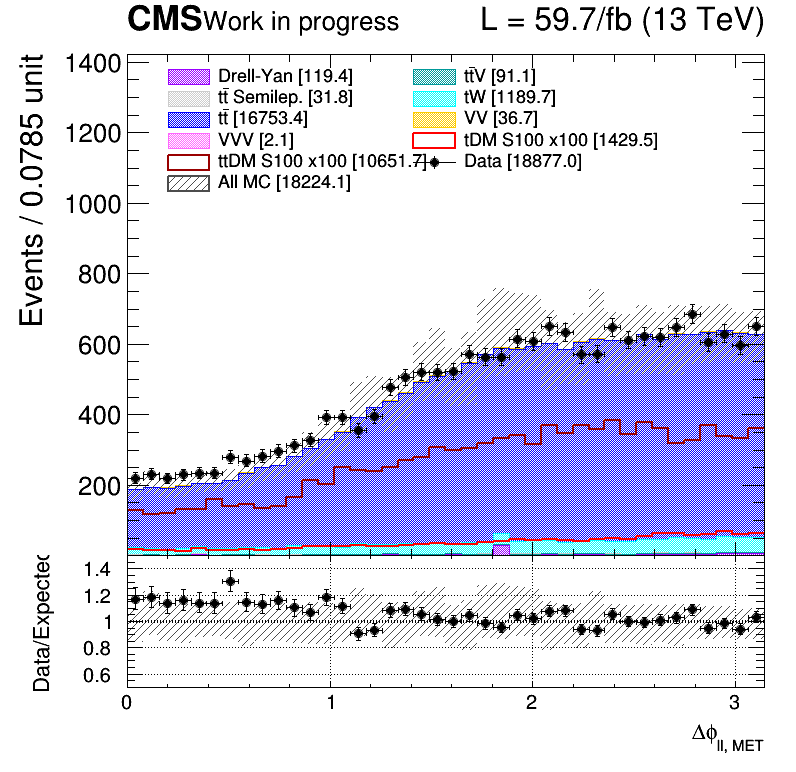 CMS Work in progress L = 59.7/fb (13 TeV)
Events / 0.0785 unit
1400
1200
1000
800
600
400
200
Drell-Yan [119.4]
tt̄V [91.1]
tt̄ Semilep. [31.8]
tW [1189.7]
tt̄ [16753.4]
VV [36.7]
VVV [2.1]
tDM S100 x100 [1429.5]
ttDM S100 x100 [10651.7]
Data [18877.0]
All MC [18224.1]
Data/Expected
1.4
1.2
1
0.8
0.6
0 1 2 3
Δϕll, MET